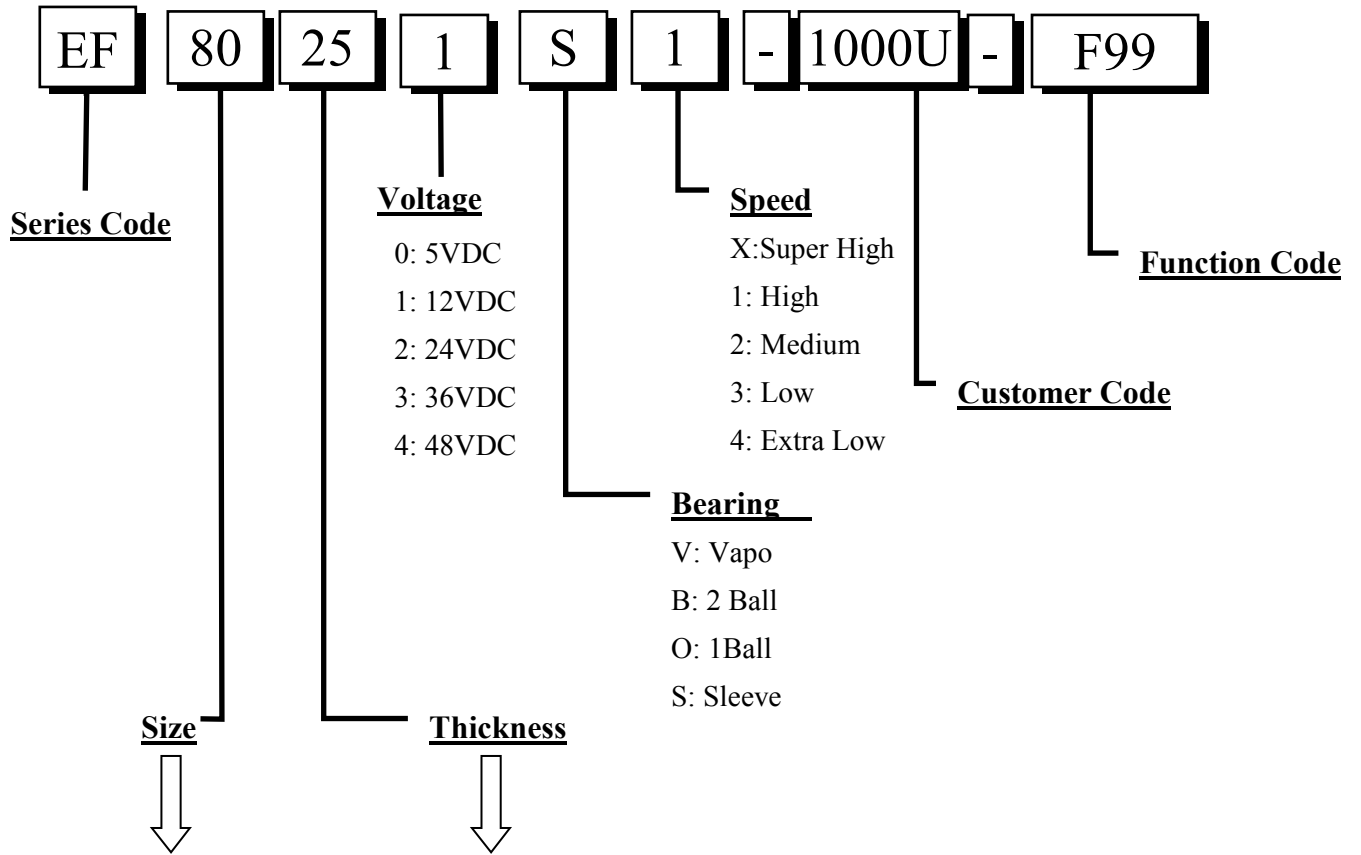 EF 80 25 1 S 1 - 1000U - F99
Series Code
Voltage
0: 5VDC
1: 12VDC
2: 24VDC
3: 36VDC
4: 48VDC
Speed
X:Super High
1: High
2: Medium
3: Low
4: Extra Low
Function Code
Customer Code
Bearing
V: Vapo
B: 2 Ball
O: 1Ball
S: Sleeve
Size
Thickness